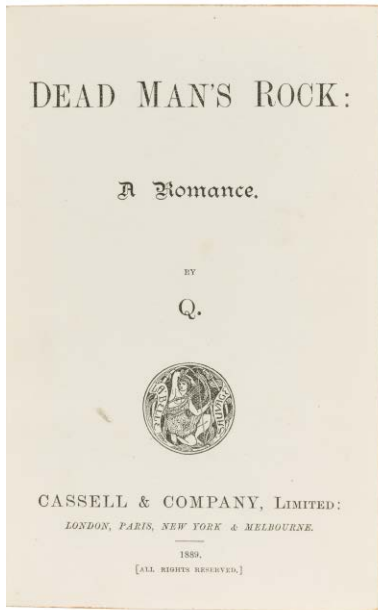 DEAD MAN'S ROCK:
A Romance.
BY
Q.
CASSELL & COMPANY, LIMITED:
LONDON, PARIS, NEW YORK & MELBOURNE.
1889.
[ALL RIGHTS RESERVED.]